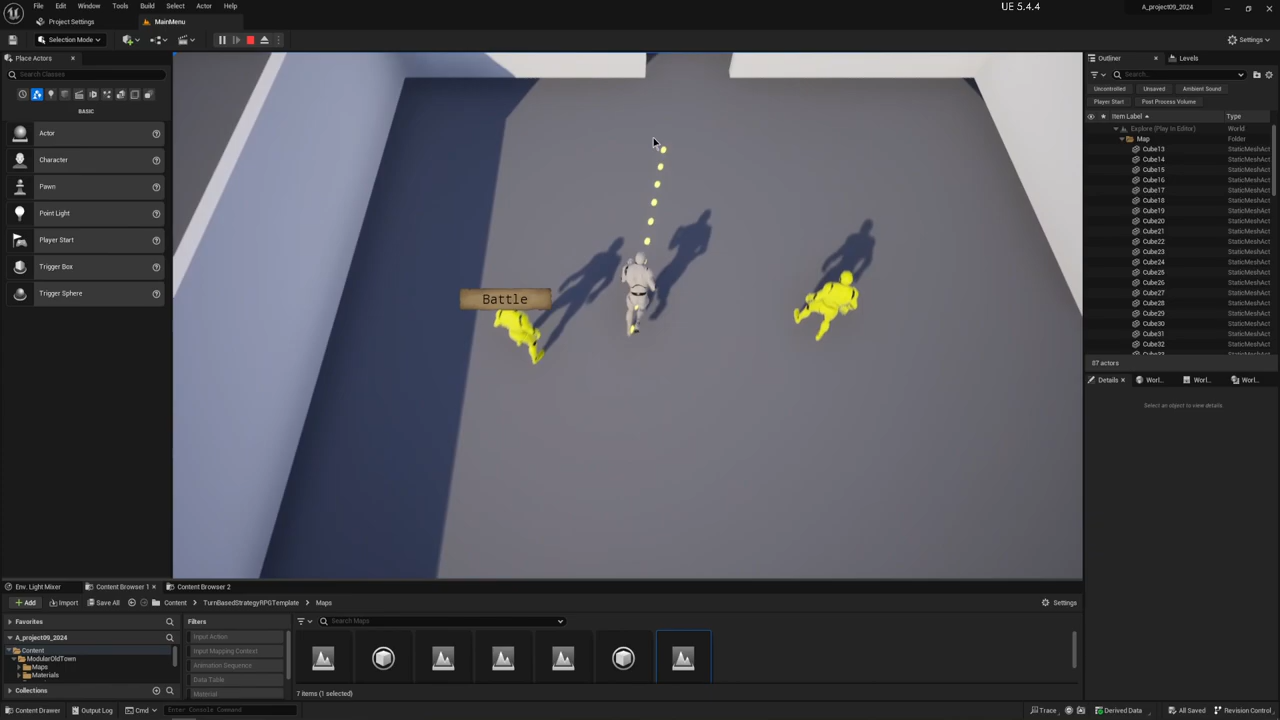 File Edit Window Tools Build Select Actor Help
UE 5.4.4
A_project09_2024
Project Settings
MainMenu
Selection Mode
Settings
Place Actors
Search Classes
BASIC
Actor
Character
Pawn
Point Light
Player Start
Trigger Box
Trigger Sphere
Battle
Outliner Levels
Search...
Uncontrolled Unsaved Ambient Sound
Player Start Post Process Volume
Item Label Type
Explore (Play In Editor) World
Map Folder
Cube13 StaticMeshAct
Cube14 StaticMeshAct
Cube15 StaticMeshAct
Cube16 StaticMeshAct
Cube17 StaticMeshAct
Cube18 StaticMeshAct
Cube19 StaticMeshAct
Cube20 StaticMeshAct
Cube21 StaticMeshAct
Cube22 StaticMeshAct
Cube23 StaticMeshAct
Cube24 StaticMeshAct
Cube25 StaticMeshAct
Cube26 StaticMeshAct
Cube27 StaticMeshAct
Cube28 StaticMeshAct
Cube29 StaticMeshAct
Cube30 StaticMeshAct
Cube31 StaticMeshAct
Cube32 StaticMeshAct
87 actors
Details Worl... Worl... Worl...
Select an object to view details
Env. Light Mixer Content Browser 1 Content Browser 2
Add Import Save All Content TurnBasedStrategyRPGTemplate Maps Settings
Favorites
Filters
Search Maps
A_project09_2024
Content
ModularOldTown
Maps
Materials
Collections
Input Action
Input Mapping Context
Animation Sequence
Data Table
Material
7 items (1 selected)
Content Drawer Output Log Cmd Enter Console Command Trace Derived Data All Saved Revision Control